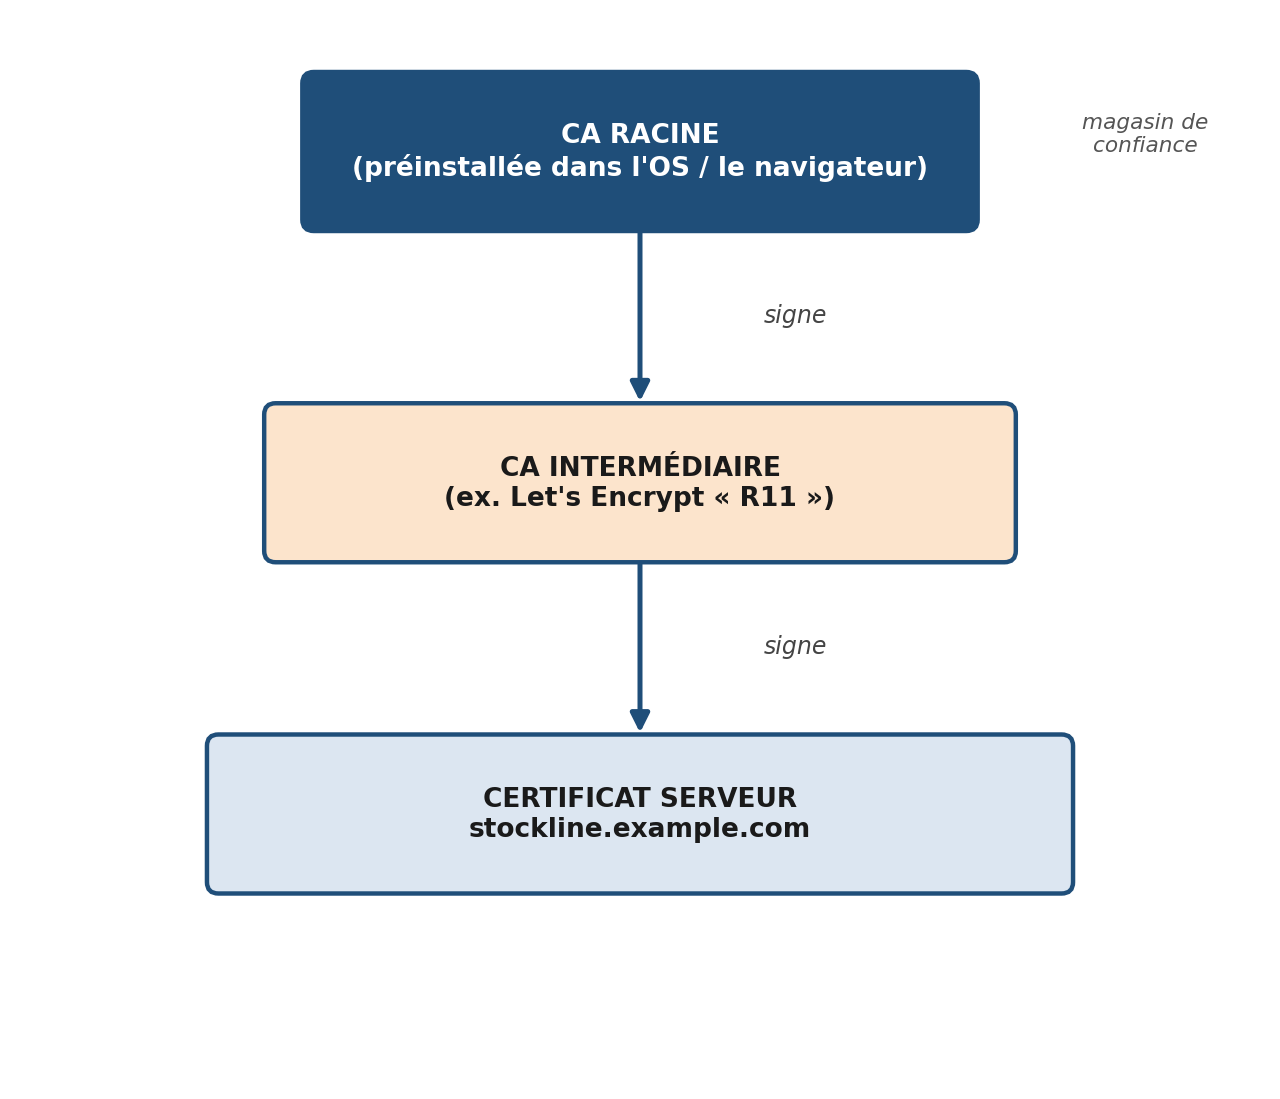 CA RACINE
(préinstallée dans l'OS / le navigateur)
magasin de
confiance
signe
CA INTERMÉDIAIRE
(ex. Let's Encrypt « R11 »)
signe
CERTIFICAT SERVEUR
stockline.example.com